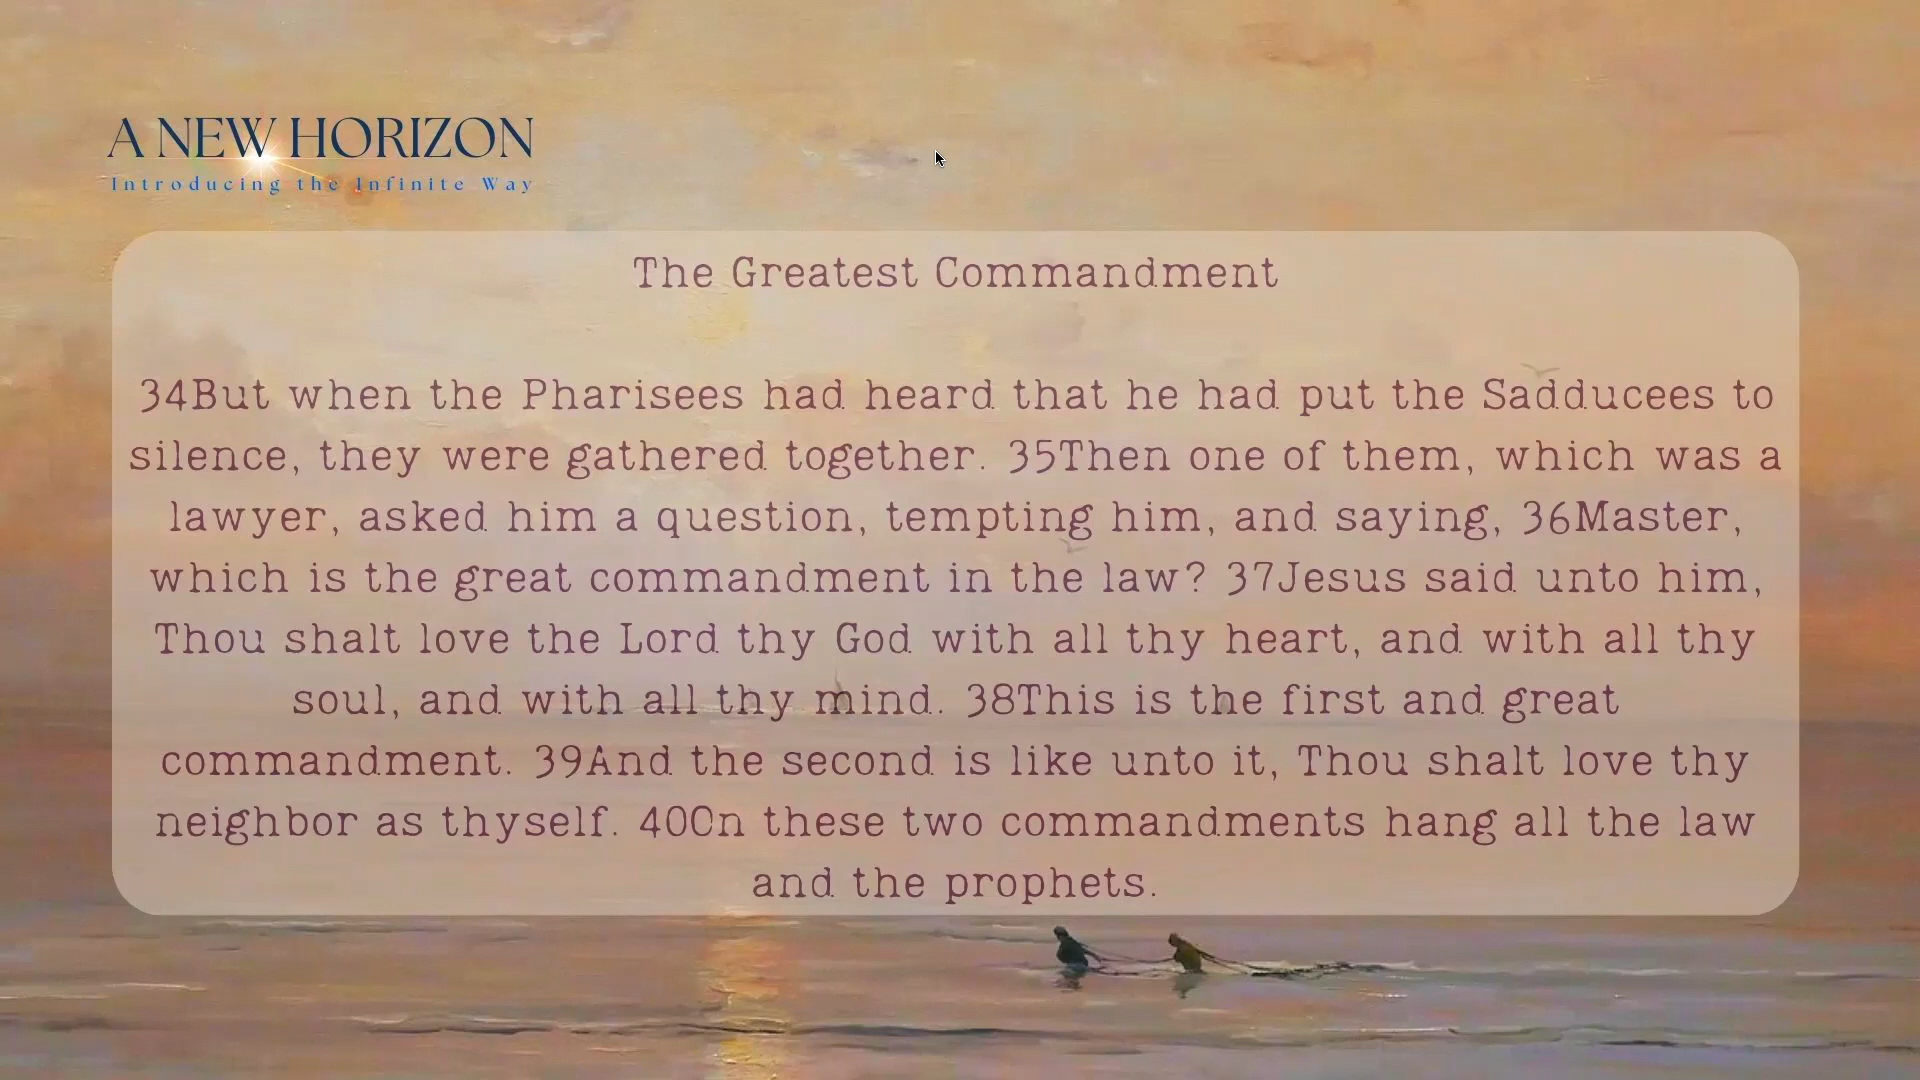 A NEW HORIZON
Introducing the Infinite Way
The Greatest Commandment
34But when the Pharisees had heard that he had put the Sadducees to
silence, they were gathered together. 35Then one of them, which was a
lawyer, asked him a question, tempting him, and saying, 36Master,
which is the great commandment in the law? 37Jesus said unto him,
Thou shalt love the Lord thy God with all thy heart, and with all thy
soul, and with all thy mind. 38This is the first and great
commandment. 39And the second is like unto it, Thou shalt love thy
neighbor as thyself. 40On these two commandments hang all the law
and the prophets.